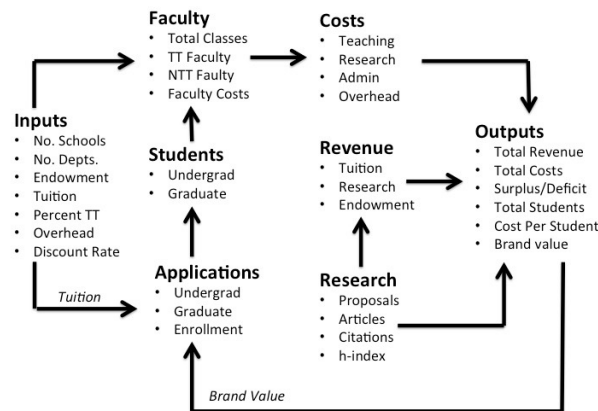 Faculty
• Total Classes
• TT Faculty
• NTT Faulty
• Faculty Costs
Costs
• Teaching
• Research
• Admin
• Overhead
Inputs
• No. Schools
• No. Depts.
• Endowment
• Tuition
• Percent TT
• Overhead
• Discount Rate
Students
• Undergrad
• Graduate
Revenue
• Tuition
• Research
• Endowment
Outputs
• Total Revenue
• Total Costs
• Surplus/Deficit
• Total Students
• Cost Per Student
• Brand value
Applications
• Undergrad
• Graduate
• Enrollment
Research
• Proposals
• Articles
• Citations
• h-index
Tuition
Brand Value